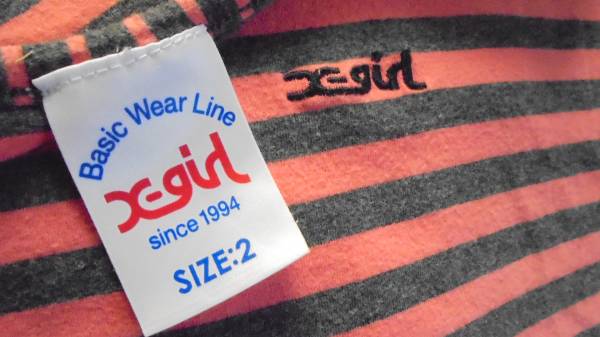 Basic Wear Line
X-girl
since 1994
SIZE:2
X-girl